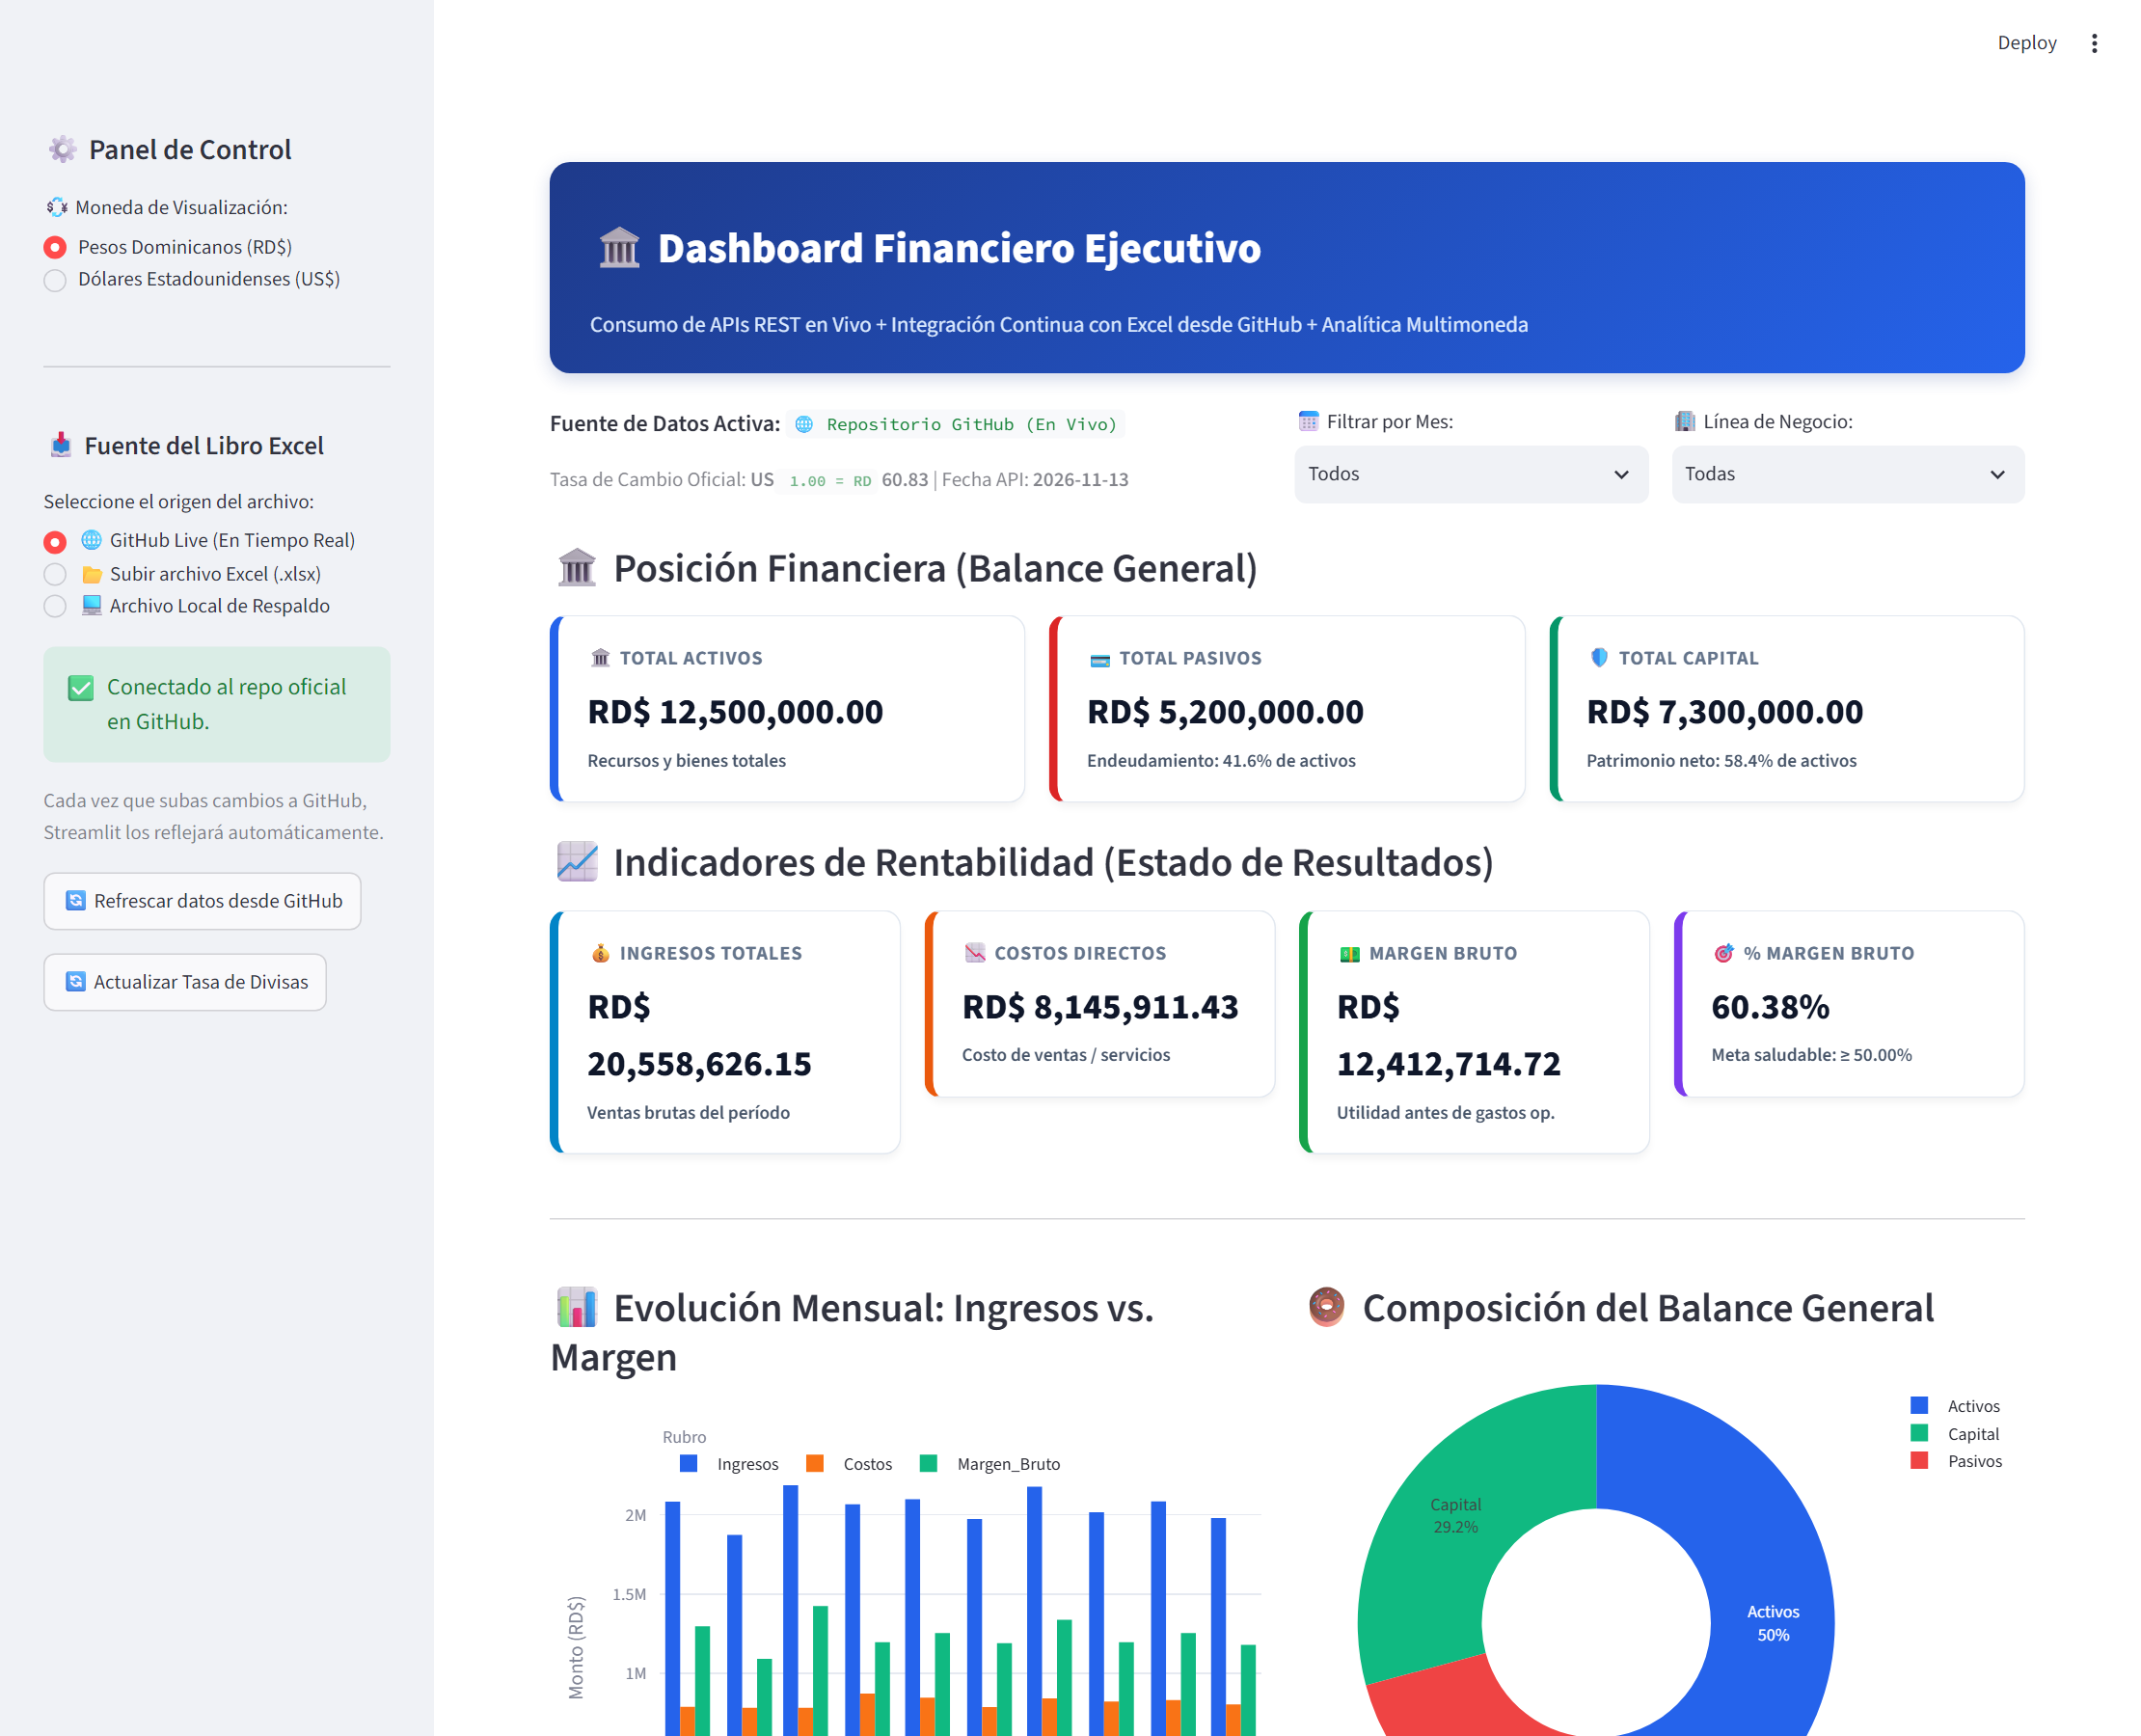 Deploy
Panel de Control
Moneda de Visualización:
Pesos Dominicanos (RD$)
Dólares Estadounidenses (US$)
Fuente del Libro Excel
Seleccione el origen del archivo:
GitHub Live (En Tiempo Real)
Subir archivo Excel (.xlsx)
Archivo Local de Respaldo
Conectado al repo oficial
en GitHub.
Cada vez que subas cambios a GitHub,
Streamlit los reflejará automáticamente.
Refrescar datos desde GitHub
Actualizar Tasa de Divisas
Dashboard Financiero Ejecutivo
Consumo de APIs REST en Vivo + Integración Continua con Excel desde GitHub + Analítica Multimoneda
Fuente de Datos Activa: Repositorio GitHub (En Vivo)
Tasa de Cambio Oficial: US 1.00 = RD 60.83 | Fecha API: 2026-11-13
Filtrar por Mes:
Todos
Línea de Negocio:
Todas
Posición Financiera (Balance General)
TOTAL ACTIVOS
RD$ 12,500,000.00
Recursos y bienes totales
TOTAL PASIVOS
RD$ 5,200,000.00
Endeudamiento: 41.6% de activos
TOTAL CAPITAL
RD$ 7,300,000.00
Patrimonio neto: 58.4% de activos
Indicadores de Rentabilidad (Estado de Resultados)
INGRESOS TOTALES
RD$
20,558,626.15
Ventas brutas del período
COSTOS DIRECTOS
RD$ 8,145,911.43
Costo de ventas / servicios
MARGEN BRUTO
RD$
12,412,714.72
Utilidad antes de gastos op.
% MARGEN BRUTO
60.38%
Meta saludable: ≥ 50.00%
Evolución Mensual: Ingresos vs.
Margen
Rubro
Ingresos
Costos
Margen_Bruto
2M
1.5M
1M
Monto (RD$)
Composición del Balance General
Activos
Capital
Pasivos
Capital
29.2%
Activos
50%